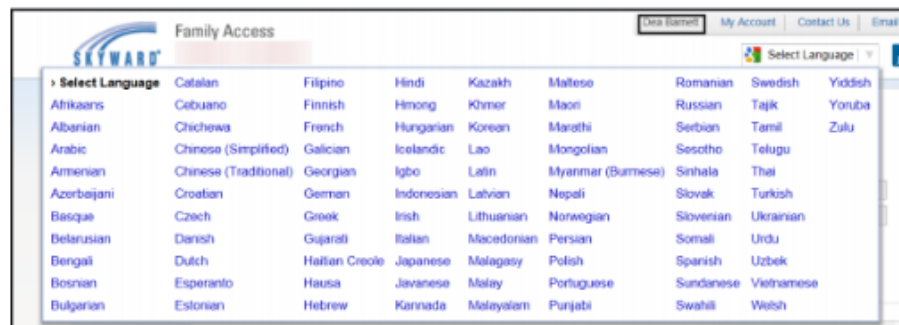 Family Access
SKYWARD
Dea Barnett
My Account
Contact Us
Email
Select Language
› Select Language Catalan Filipino Hindi Kazakh Maltese Romanian Swedish Yiddish
Afrikaans Cebuano Finnish Hmong Khmer Maori Russian Tajik Yoruba
Albanian Chichewa French Hungarian Korean Marathi Serbian Tamil Zulu
Arabic Chinese (Simplified) Galician Icelandic Lao Mongolian Sesotho Telugu
Armenian Chinese (Traditional) Georgian Igbo Latin Myanmar (Burmese) Sinhala Thai
Azerbaijani Croatian German Indonesian Latvian Nepali Slovak Turkish
Basque Czech Greek Irish Lithuanian Norwegian Slovenian Ukrainian
Belarusian Danish Gujarati Italian Macedonian Persian Somali Urdu
Bengali Dutch Haitian Creole Japanese Malagasy Polish Spanish Uzbek
Bosnian Esperanto Hausa Javanese Malay Portuguese Sundanese Vietnamese
Bulgarian Estonian Hebrew Kannada Malayalam Punjabi Swahili Welsh